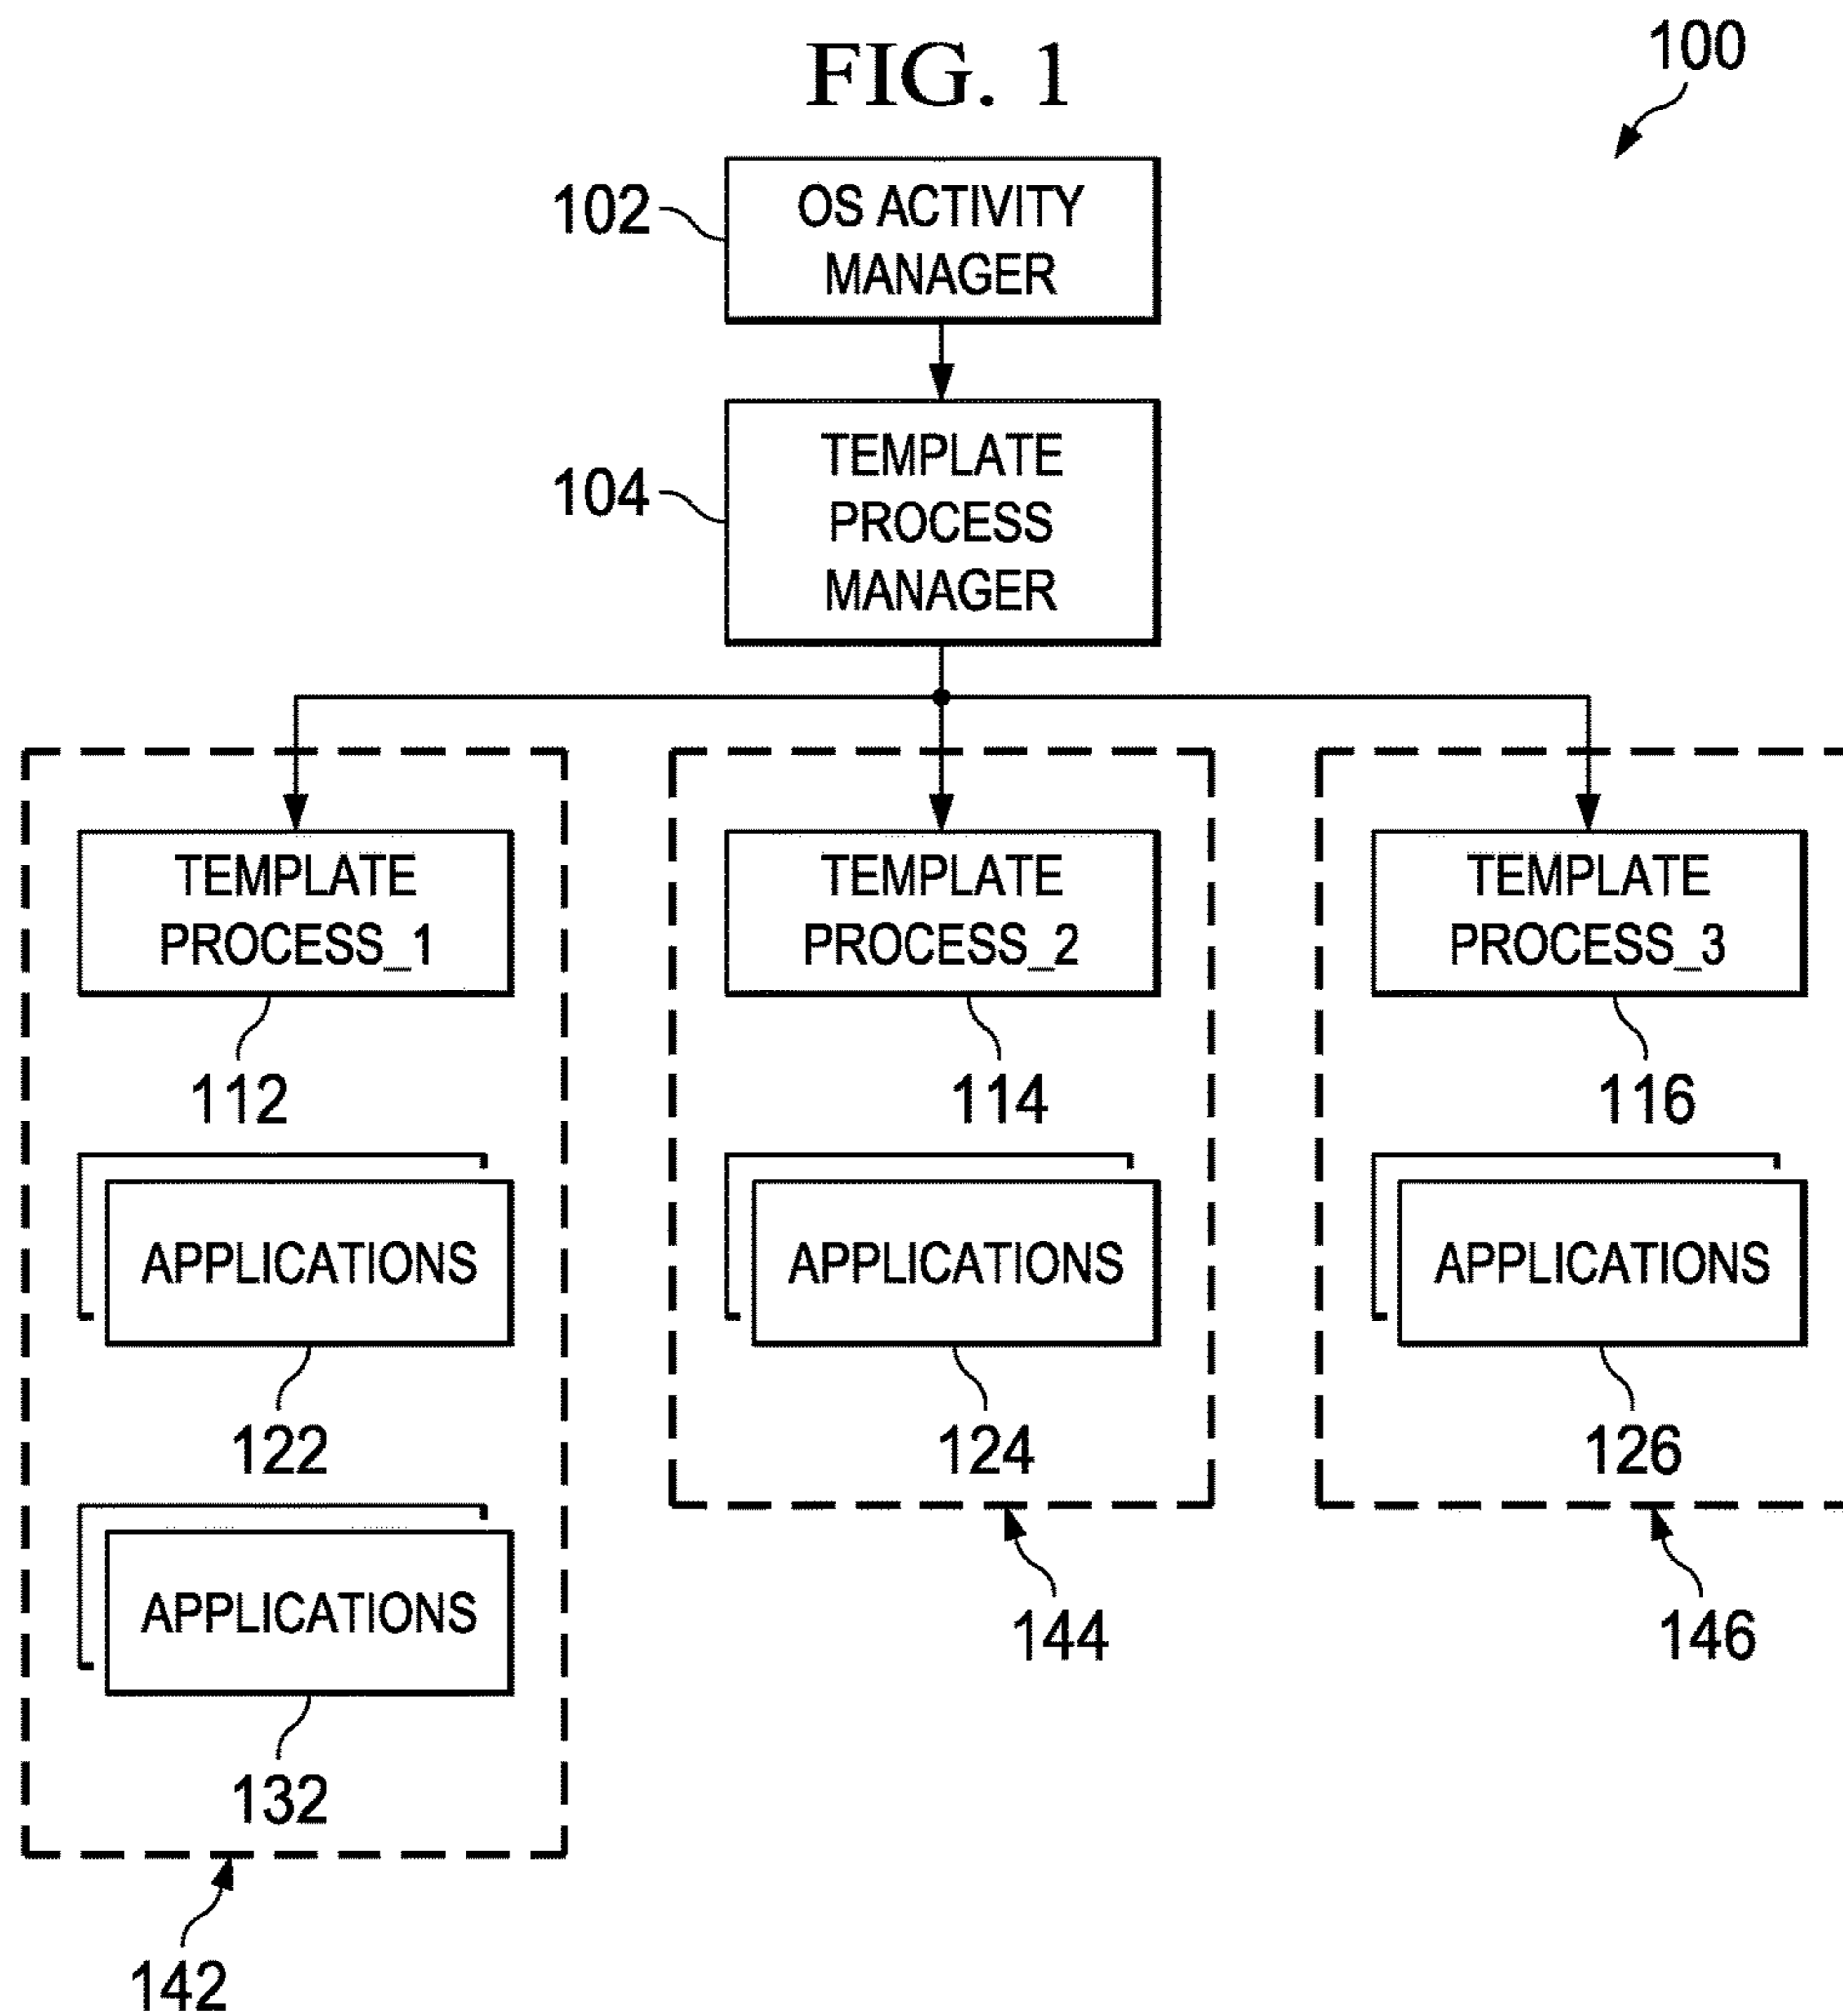 FIG. 1
100
102
OS ACTIVITY
MANAGER
104
TEMPLATE
PROCESS
MANAGER
TEMPLATE
PROCESS_1
112
TEMPLATE
PROCESS_2
114
TEMPLATE
PROCESS_3
116
APPLICATIONS
122
APPLICATIONS
124
APPLICATIONS
126
APPLICATIONS
132
144
146
142